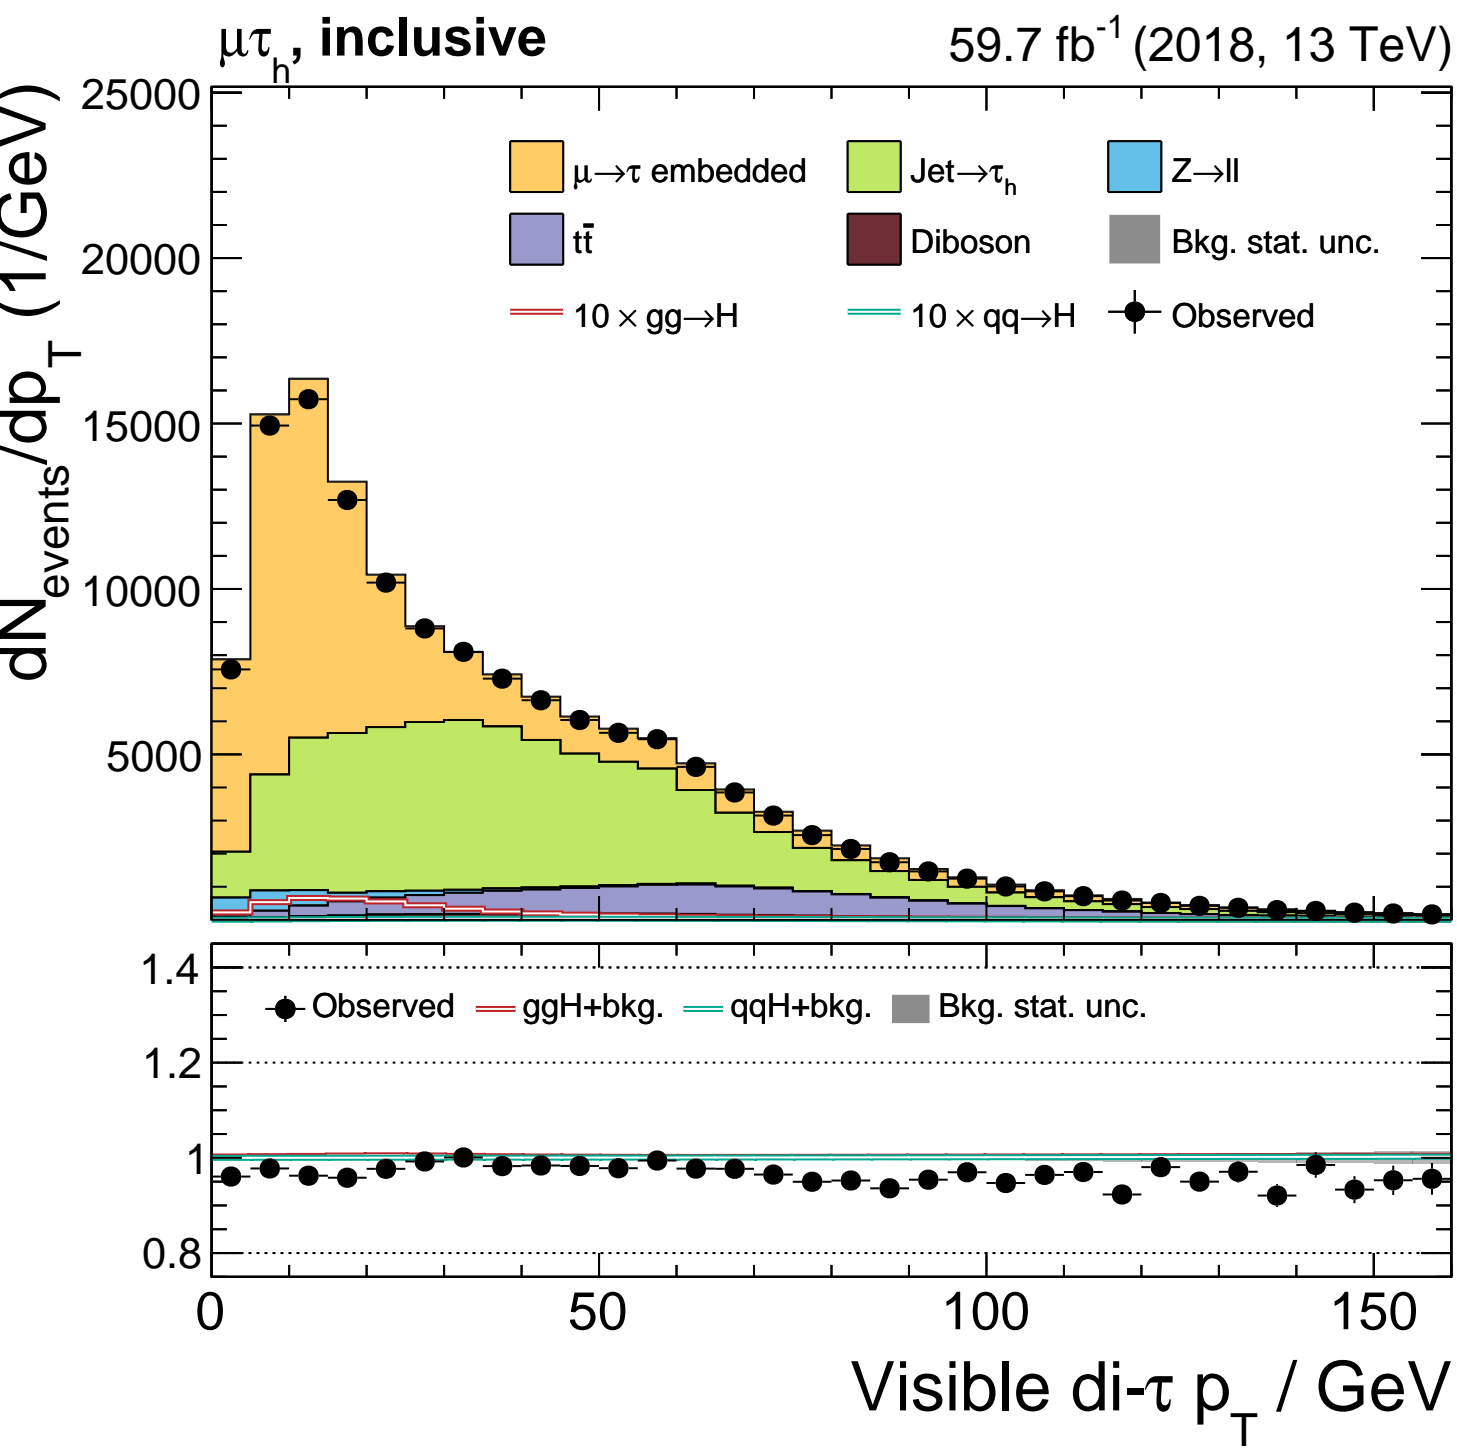 μτh, inclusive
59.7 fb-1 (2018, 13 TeV)
dNevents/dpT (1/GeV)
25000
20000
15000
10000
5000
μ→τ embedded
Jet→τh
Z→ll
tt̄
Diboson
Bkg. stat. unc.
10 × gg→H
10 × qq→H
Observed
1.4
1.2
1
0.8
Observed
ggH+bkg.
qqH+bkg.
Bkg. stat. unc.
0
50
100
150
Visible di-τ pT / GeV